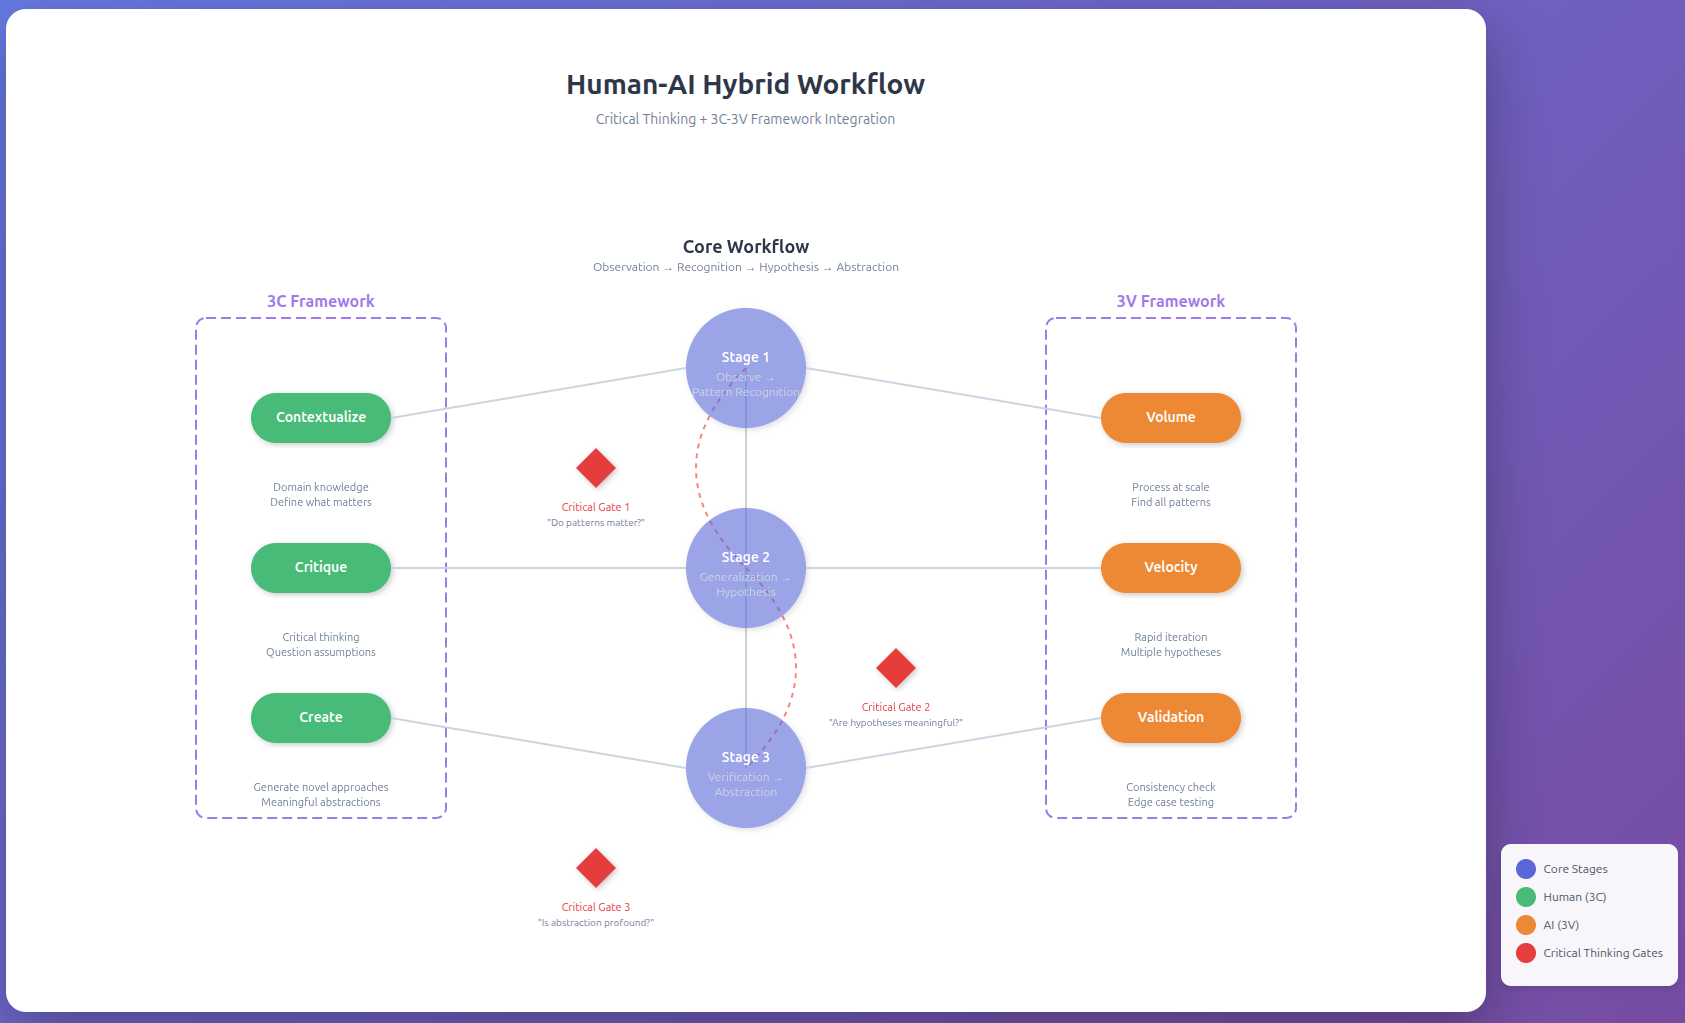 Human-AI Hybrid Workflow
Critical Thinking + 3C-3V Framework Integration
Core Workflow
Observation → Recognition → Hypothesis → Abstraction
3C Framework
Contextualize
Domain knowledge
Define what matters
Critique
Critical thinking
Question assumptions
Create
Generate novel approaches
Meaningful abstractions
Stage 1
Observe →
Pattern Recognition
Critical Gate 1
"Do patterns matter?"
Stage 2
Generalization →
Hypothesis
Critical Gate 2
"Are hypotheses meaningful?"
Stage 3
Verification →
Abstraction
Critical Gate 3
"Is abstraction profound?"
3V Framework
Volume
Process at scale
Find all patterns
Velocity
Rapid iteration
Multiple hypotheses
Validation
Consistency check
Edge case testing
Core Stages
Human (3C)
AI (3V)
Critical Thinking Gates